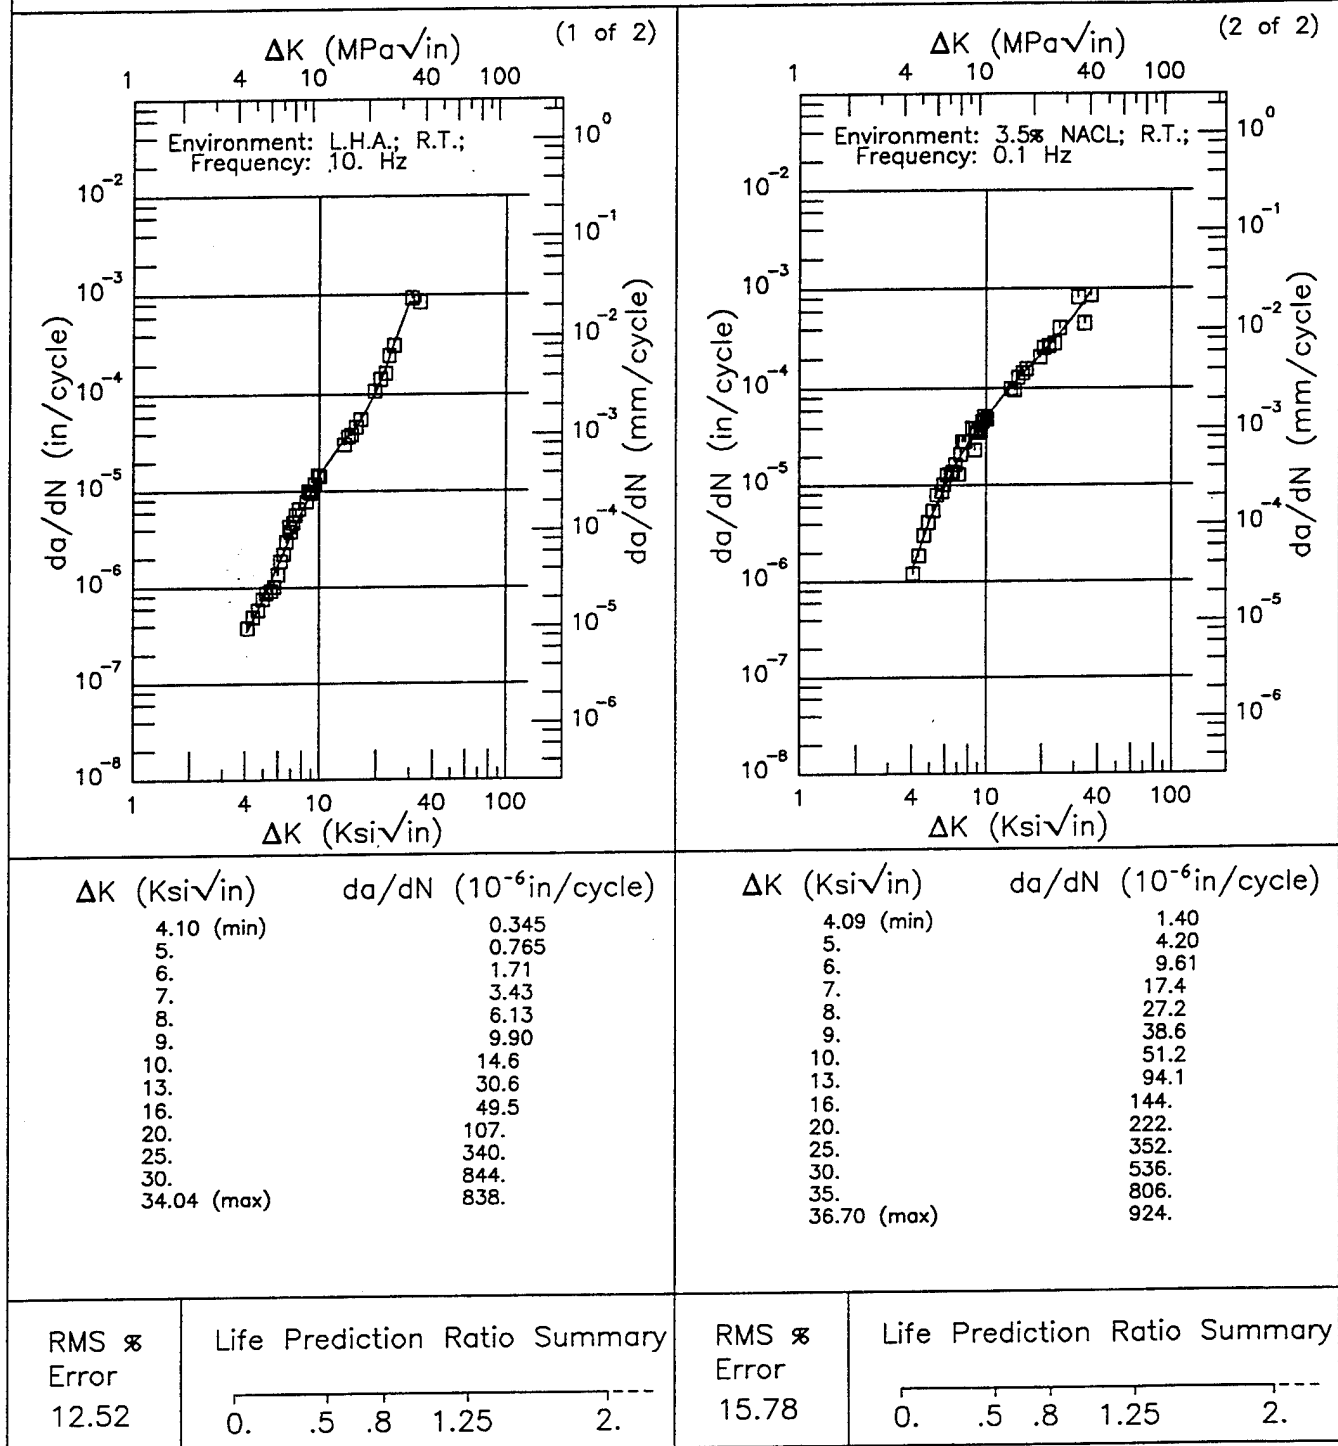 (1 of 2)
ΔK (MPa√in)
1 4 10 40 100
Environment: L.H.A.; R.T.;
Frequency: 10. Hz
10⁰
10⁻²
10⁻¹
10⁻³
10⁻²
10⁻⁴
10⁻³
10⁻⁵
10⁻⁴
10⁻⁶
10⁻⁵
10⁻⁷
10⁻⁶
10⁻⁸
da/dN (in/cycle)
da/dN (mm/cycle)
1 4 10 40 100
ΔK (Ksi√in)
ΔK (Ksi√in) da/dN (10⁻⁶in/cycle)
4.10 (min) 0.345
5. 0.765
6. 1.71
7. 3.43
8. 6.13
9. 9.90
10. 14.6
13. 30.6
16. 49.5
20. 107.
25. 340.
30. 844.
34.04 (max) 838.
RMS %
Error
12.52
Life Prediction Ratio Summary
0. .5 .8 1.25 2.
(2 of 2)
ΔK (MPa√in)
1 4 10 40 100
Environment: 3.5% NACL; R.T.;
Frequency: 0.1 Hz
10⁰
10⁻²
10⁻¹
10⁻³
10⁻²
10⁻⁴
10⁻³
10⁻⁵
10⁻⁴
10⁻⁶
10⁻⁵
10⁻⁷
10⁻⁶
10⁻⁸
da/dN (in/cycle)
da/dN (mm/cycle)
1 4 10 40 100
ΔK (Ksi√in)
ΔK (Ksi√in) da/dN (10⁻⁶in/cycle)
4.09 (min) 1.40
5. 4.20
6. 9.61
7. 17.4
8. 27.2
9. 38.6
10. 51.2
13. 94.1
16. 144.
20. 222.
25. 352.
30. 536.
35. 806.
36.70 (max) 924.
RMS %
Error
15.78
Life Prediction Ratio Summary
0. .5 .8 1.25 2.